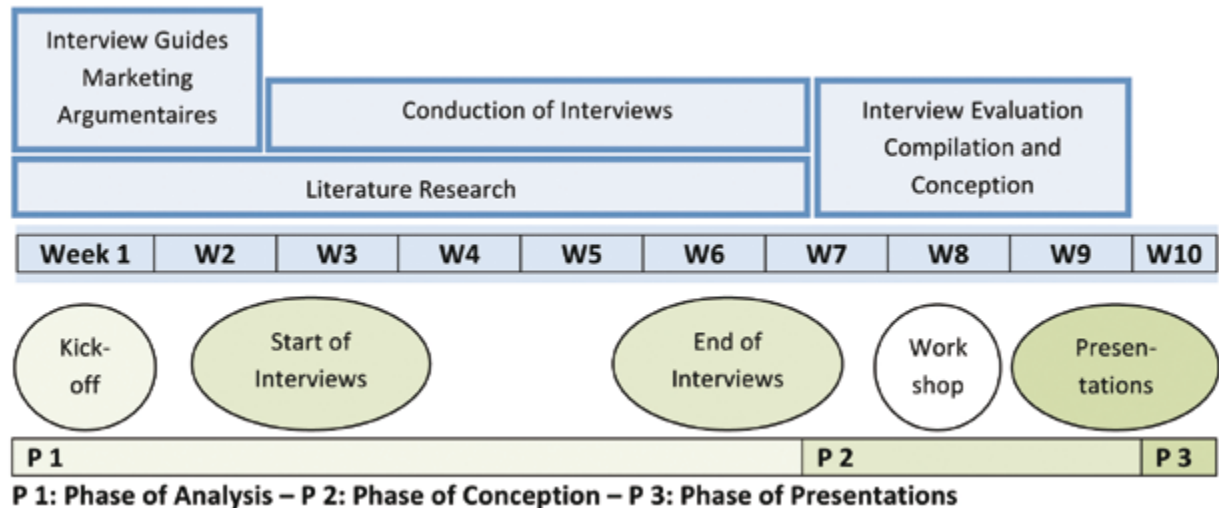 Interview Guides
Marketing
Argumentaires
Conduction of Interviews
Interview Evaluation
Compilation and
Conception
Literature Research
Week 1 W2 W3 W4 W5 W6 W7 W8 W9 W10
Kick-
off
Start of
Interviews
End of
Interviews
Work
shop
Presen-
tations
P 1 P 2 P 3
P 1: Phase of Analysis – P 2: Phase of Conception – P 3: Phase of Presentations